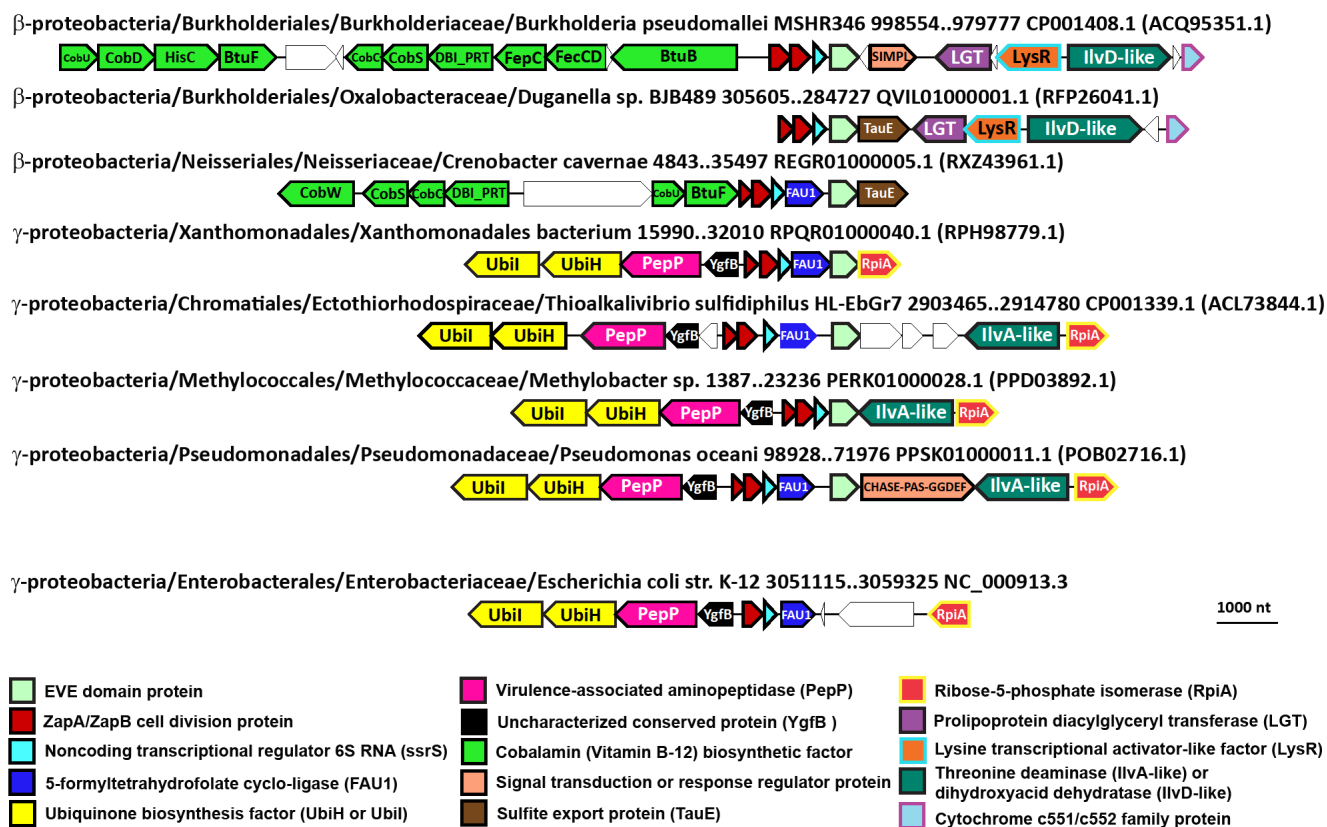 β-proteobacteria/Burkholderiales/Burkholderiaceae/Burkholderia pseudomallei MSHR346 998554..979777 CP001408.1 (ACQ95351.1)
CobU CobD HisC BtuF CobC CobS DBI_PRT FepC FecCD BtuB SIMPL LGT LysR IlvD-like
β-proteobacteria/Burkholderiales/Oxalobacteraceae/Duganella sp. BJB489 305605..284727 QVIL01000001.1 (RFP26041.1)
TauE LGT LysR IlvD-like
β-proteobacteria/Neisseriales/Neisseriaceae/Crenobacter cavernae 4843..35497 REGR01000005.1 (RXZ43961.1)
CobW CobS CobC DBI_PRT CobU BtuF FAU1 TauE
γ-proteobacteria/Xanthomonadales/Xanthomonadales bacterium 15990..32010 RPQR01000040.1 (RPH98779.1)
UbiI UbiH PepP YgfB FAU1 RpiA
γ-proteobacteria/Chromatiales/Ectothiorhodospiraceae/Thioalkalivibrio sulfidiphilus HL-EbGr7 2903465..2914780 CP001339.1 (ACL73844.1)
UbiI UbiH PepP YgfB FAU1 IlvA-like RpiA
γ-proteobacteria/Methylococcales/Methylococcaceae/Methylobacter sp. 1387..23236 PERK01000028.1 (PPD03892.1)
UbiI UbiH PepP YgfB IlvA-like RpiA
γ-proteobacteria/Pseudomonadales/Pseudomonadaceae/Pseudomonas oceani 98928..71976 PPSK01000011.1 (POB02716.1)
UbiI UbiH PepP YgfB FAU1 CHASE-PAS-GGDEF IlvA-like RpiA
γ-proteobacteria/Enterobacterales/Enterobacteriaceae/Escherichia coli str. K-12 3051115..3059325 NC_000913.3
UbiI UbiH PepP YgfB FAU1 RpiA
1000 nt
EVE domain protein
ZapA/ZapB cell division protein
Noncoding transcriptional regulator 6S RNA (ssrS)
5-formyltetrahydrofolate cyclo-ligase (FAU1)
Ubiquinone biosynthesis factor (UbiH or UbiI)
Virulence-associated aminopeptidase (PepP)
Uncharacterized conserved protein (YgfB )
Cobalamin (Vitamin B-12) biosynthetic factor
Signal transduction or response regulator protein
Sulfite export protein (TauE)
Ribose-5-phosphate isomerase (RpiA)
Prolipoprotein diacylglyceryl transferase (LGT)
Lysine transcriptional activator-like factor (LysR)
Threonine deaminase (IlvA-like) or
dihydroxyacid dehydratase (IlvD-like)
Cytochrome c551/c552 family protein